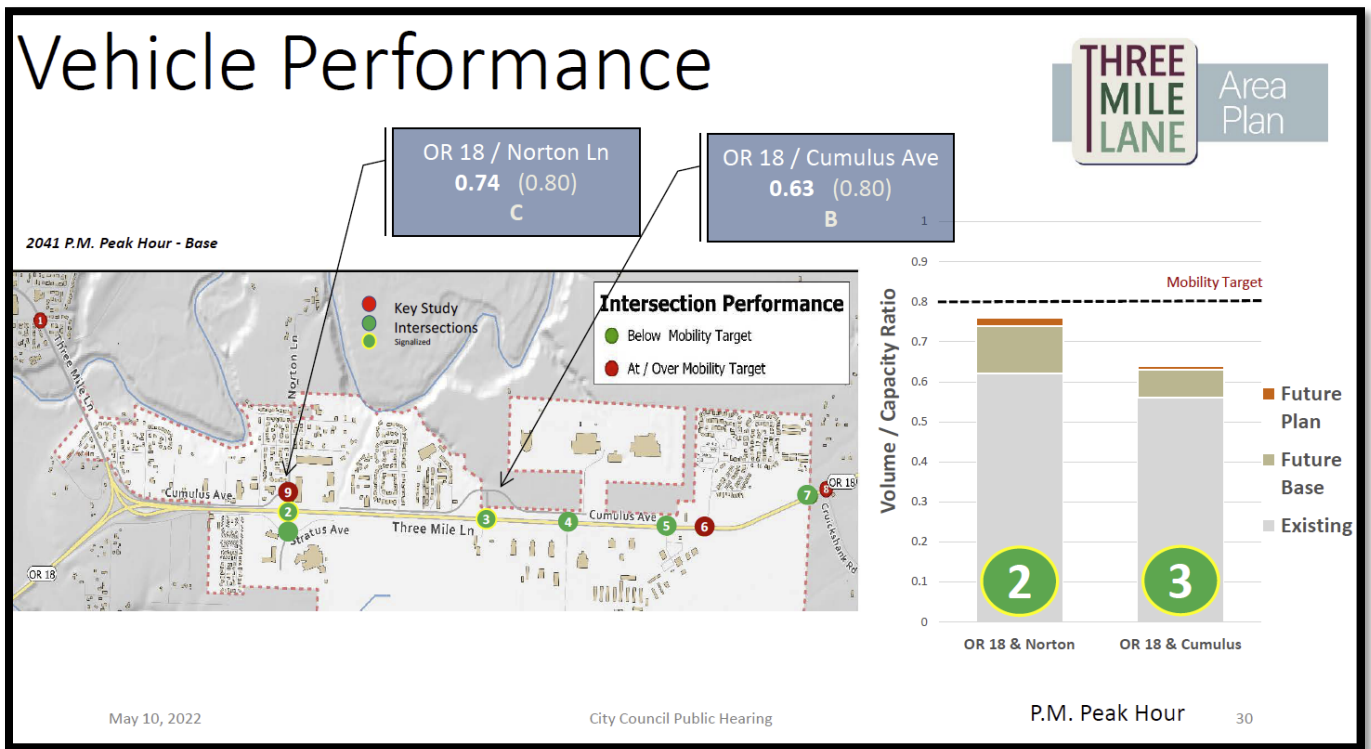 Vehicle Performance
THREE
MILE
LANE
Area
Plan
OR 18 / Norton Ln
0.74 (0.80)
C
OR 18 / Cumulus Ave
0.63 (0.80)
B
2041 P.M. Peak Hour - Base
Key Study
Intersections
Signalized
Intersection Performance
Below Mobility Target
At / Over Mobility Target
1
Three Mile Ln
Norton Ln
Cumulus Ave
9
2
Stratus Ave
Three Mile Ln
3
4
Cumulus Ave
5
6
7
8
OR 18
Cruickshank Rd
OR 18
Volume / Capacity Ratio
1
0.9
0.8
0.7
0.6
0.5
0.4
0.3
0.2
0.1
0
Mobility Target
2
3
OR 18 & Norton
OR 18 & Cumulus
Future
Plan
Future
Base
Existing
May 10, 2022
City Council Public Hearing
P.M. Peak Hour
30